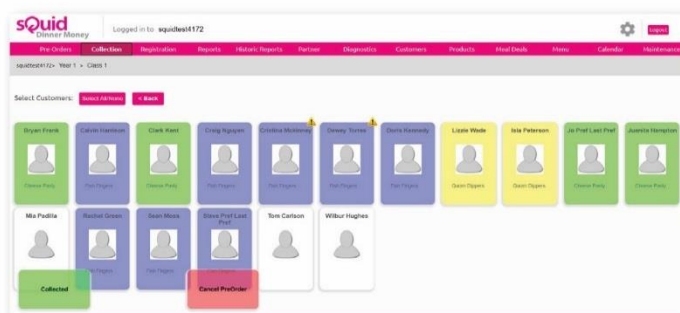 sQuid
Dinner Money
Logged in to squidtest4172
Logout
Pre-Orders Collection Registration Reports Historic Reports Partner Diagnostics Customers Products Meal Deals Menu Calendar Maintenance
squidtest4172> Year 1 > Class 1
Select Customers: Select All/None < Back
Bryan Frank Calvin Harrison Clark Kent Craig Nguyen Cristina McKinney Dewey Torres Doris Kennedy Lizzie Wade Isla Peterson Jo Pref Last Pref Juanita Hampton
Cheese Pasty Fish Fingers Cheese Pasty Fish Fingers Fish Fingers Fish Fingers Fish Fingers Quorn Dippers Quorn Dippers Cheese Pasty Cheese Pasty
Mia Padilla Rachel Green Sean Moss Steve Pref Last Pref Tom Carlson Wilbur Hughes
Fish Fingers Fish Fingers
Collected Cancel PreOrder